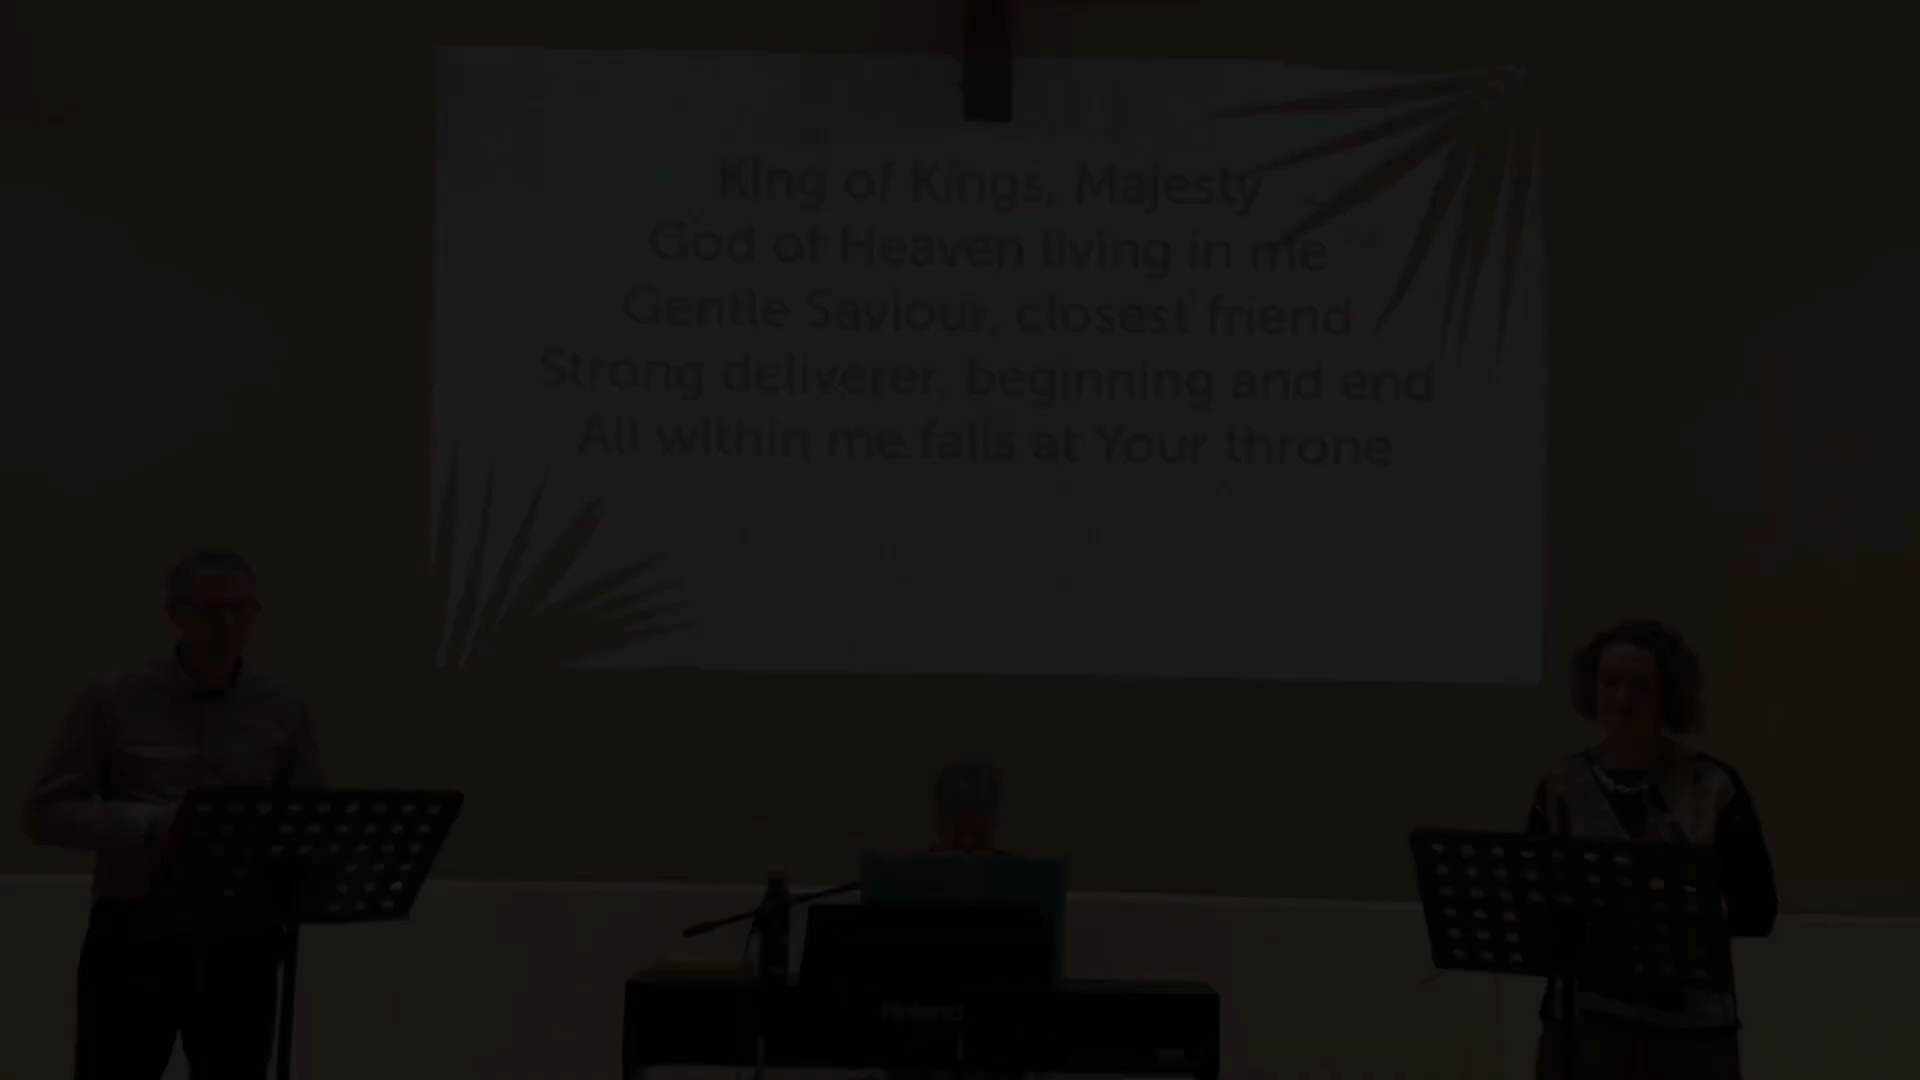 King of Kings, Majesty
God of Heaven living in me
Gentle Saviour, closest friend
Strong deliverer, beginning and end
All within me falls at Your throne
Roland